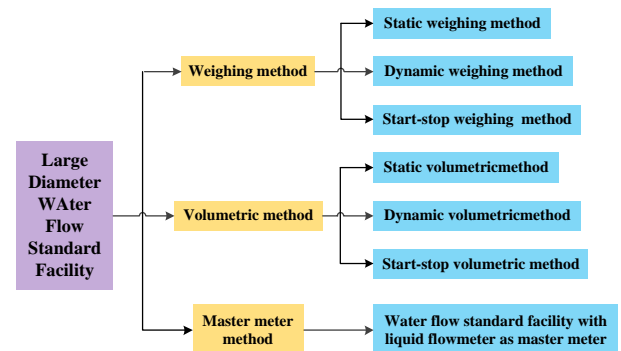 Large
Diameter
WAter
Flow
Standard
Facility
Weighing method
Static weighing method
Dynamic weighing method
Start-stop weighing method
Volumetric method
Static volumetricmethod
Dynamic volumetricmethod
Start-stop volumetric method
Master meter
method
Water flow standard facility with
liquid flowmeter as master meter